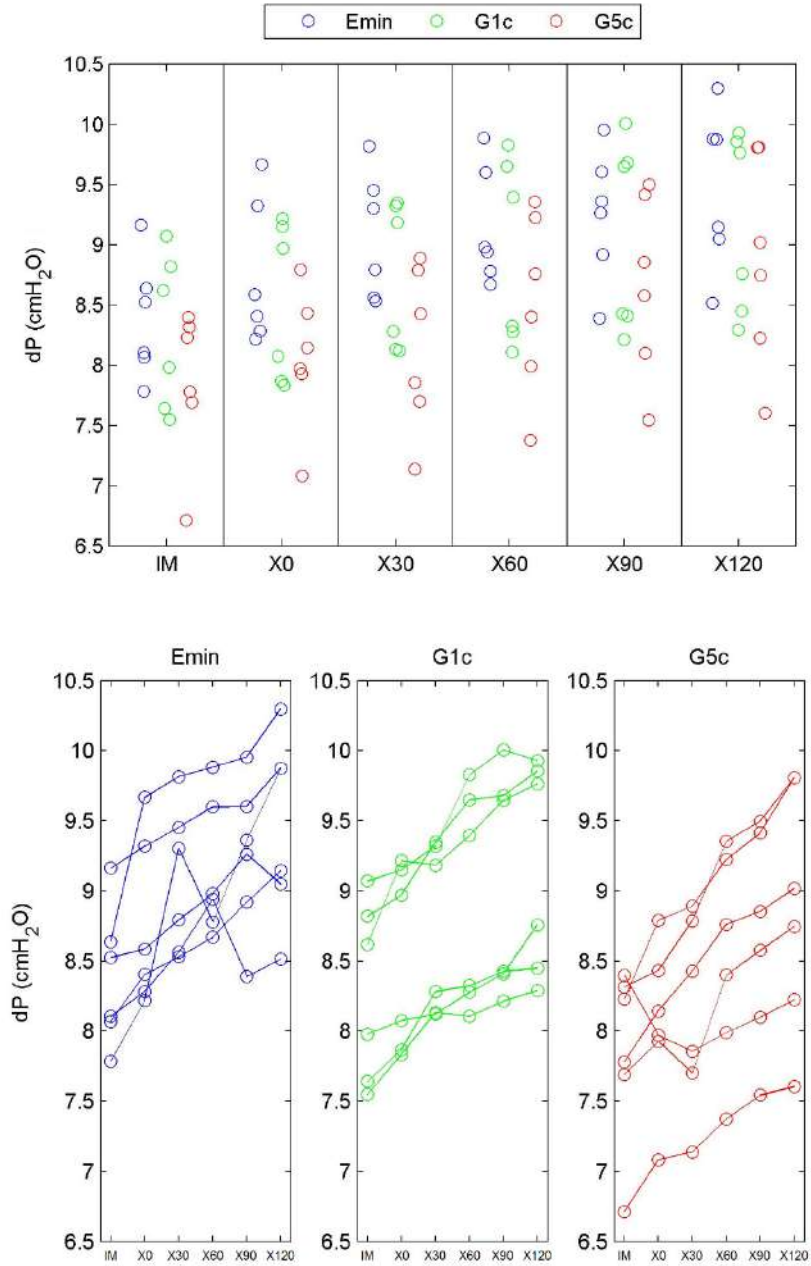 Emin G1c G5c
10.5
10
9.5
9
8.5
8
7.5
7
6.5
dP (cmH₂O)
IM X0 X30 X60 X90 X120
Emin G1c G5c
10.5 10.5 10.5
10 10 10
9.5 9.5 9.5
9 9 9
8.5 8.5 8.5
8 8 8
7.5 7.5 7.5
7 7 7
6.5 6.5 6.5
dP (cmH₂O)
IM X0 X30 X60 X90 X120 IM X0 X30 X60 X90 X120 IM X0 X30 X60 X90 X120